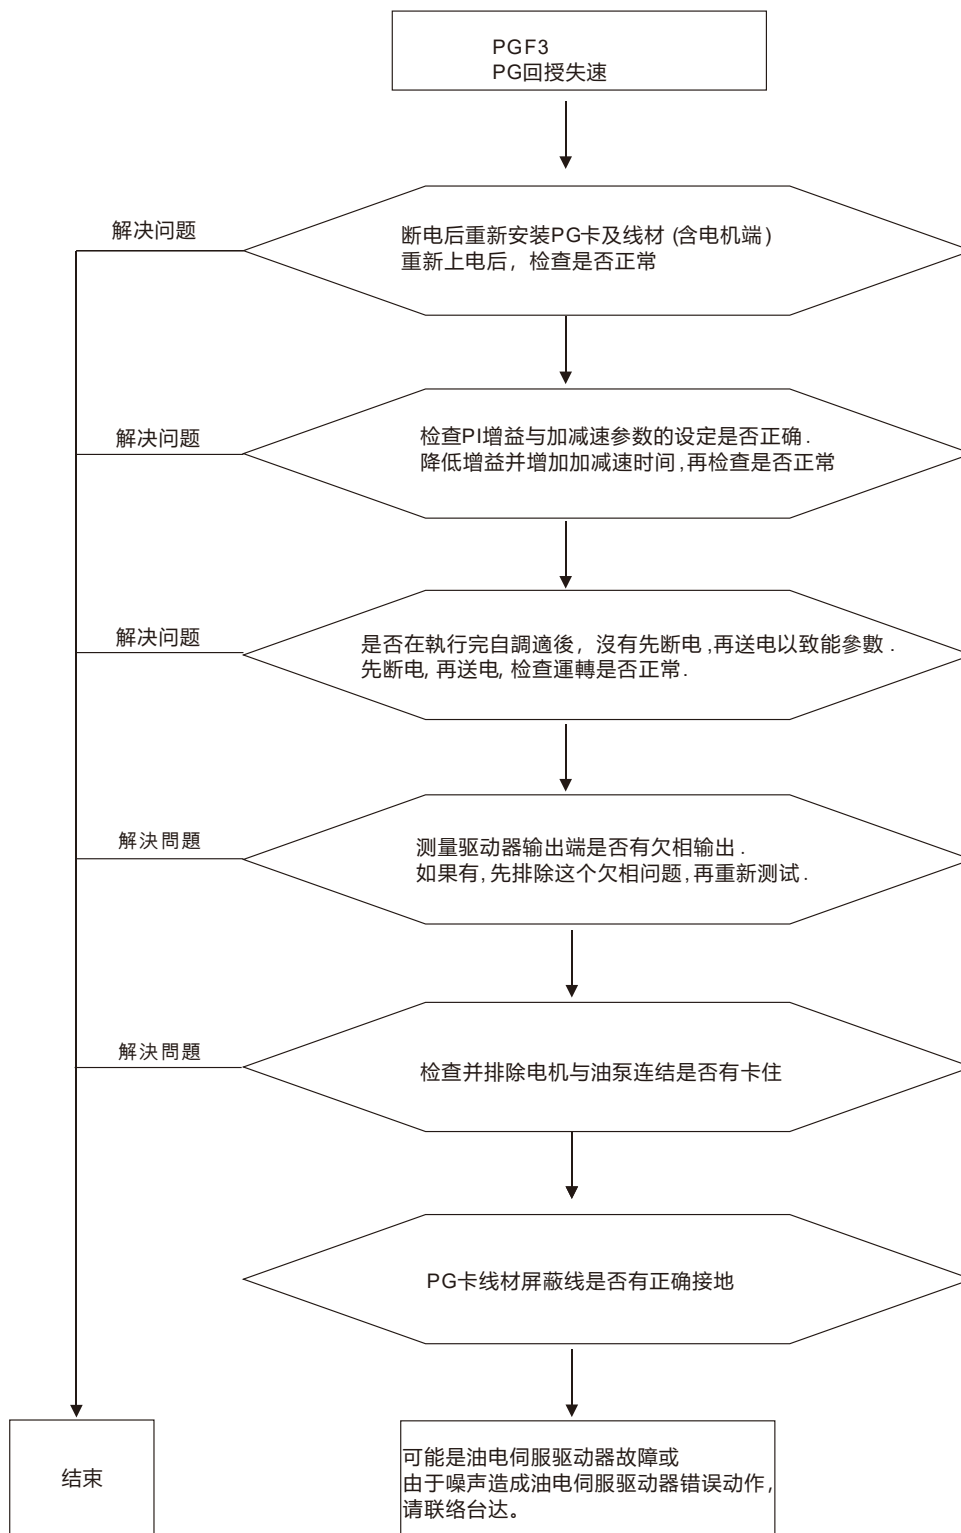 PGF3
PG回授失速
解决问题
断电后重新安装PG卡及线材 (含电机端)
重新上电后，检查是否正常
解决问题
检查PI增益与加减速参数的设定是否正确.
降低增益并增加加减速时间,再检查是否正常
解决问题
是否在執行完自調適後，沒有先断电,再送电以致能參數.
先断电, 再送电, 检查運轉是否正常.
解決問題
测量驱动器输出端是否有欠相输出.
如果有,先排除这个欠相问题,再重新测试.
解決問題
检查并排除电机与油泵连结是否有卡住
PG卡线材屏蔽线是否有正确接地
结束
可能是油电伺服驱动器故障或
由于噪声造成油电伺服驱动器错误动作,
请联络台达。